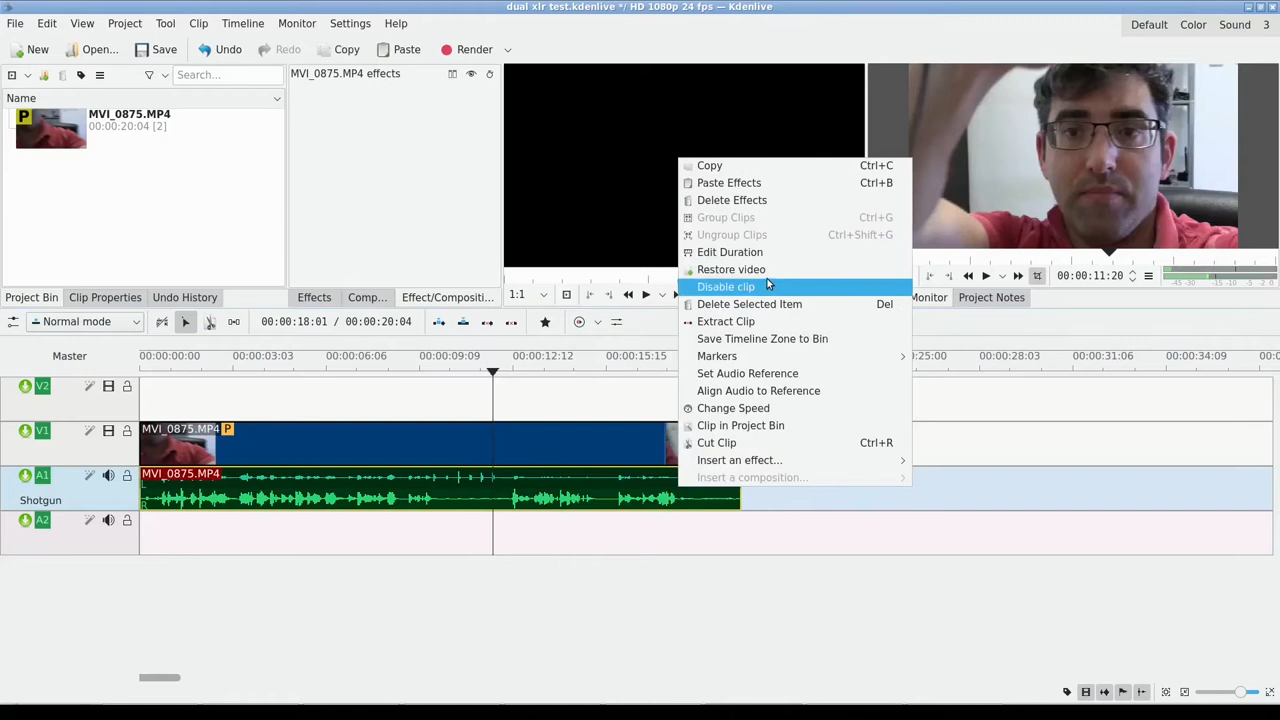 dual xlr test.kdenlive */ HD 1080p 24 fps — Kdenlive
File Edit View Project Tool Clip Timeline Monitor Settings Help
Default Color Sound 3
New Open... Save Undo Redo Copy Paste Render
Search...
MVI_0875.MP4 effects
Name
P
MVI_0875.MP4
00:00:20:04 [2]
Copy Ctrl+C
Paste Effects Ctrl+B
Delete Effects
Group Clips Ctrl+G
Ungroup Clips Ctrl+Shift+G
Edit Duration
Restore video
Disable clip
Delete Selected Item Del
Extract Clip
Save Timeline Zone to Bin
Markers
Set Audio Reference
Align Audio to Reference
Change Speed
Clip in Project Bin
Cut Clip Ctrl+R
Insert an effect...
Insert a composition...
1:1
00:00:11:20
-45 -30 -20 -10 -5 0
Project Bin Clip Properties Undo History
Effects Comp... Effect/Compositi...
Monitor Project Notes
Normal mode
00:00:18:01 / 00:00:20:04
Master
00:00:00:00 00:00:03:03 00:00:06:06 00:00:09:09 00:00:12:12 00:00:15:15 :00:25:00 00:00:28:03 00:00:31:06 00:00:34:09
V2
V1
MVI_0875.MP4 P
A1
MVI_0875.MP4
L
R
Shotgun
A2